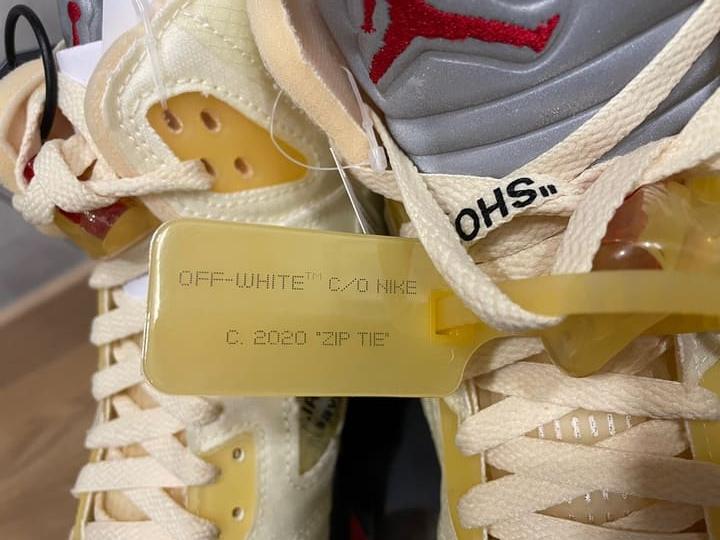 OHS"
OFF-WHITE™ C/O NIKE
C. 2020 "ZIP TIE"